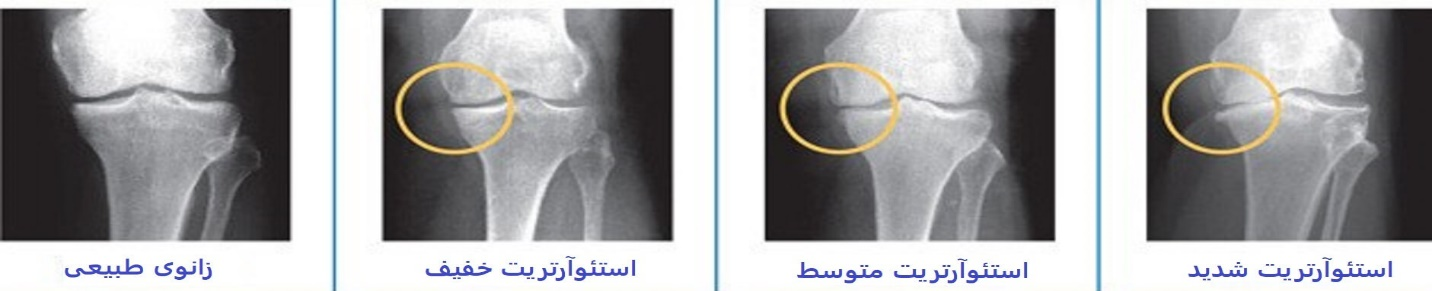 زانوی طبیعی
استئوآرتریت خفیف
استئوآرتریت متوسط
استئوآرتریت شدید